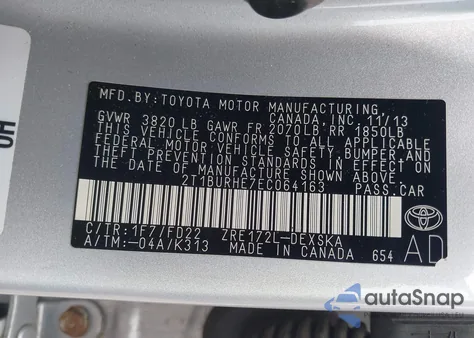 MFD.BY:TOYOTA MOTOR MANUFACTURING
CANADA,INC. 11/13
GVWR 3820 LB GAWR FR 2070LB RR 1850LB
THIS VEHICLE CONFORMS TO ALL APPLICABLE
FEDERAL MOTOR VEHICLE SAFETY,BUMPER,AND
THEFT PREVENTION STANDARDS IN EFFECT ON
THE DATE OF MANUFACTURE SHOWN ABOVE.
2T1BURHE7EC064163 PASS.CAR
C/TR:1F7/FD22 ZRE172L-DEXSKA
A/TM:-04A/K313 MADE IN CANADA 654 AD
HO
autoSnap